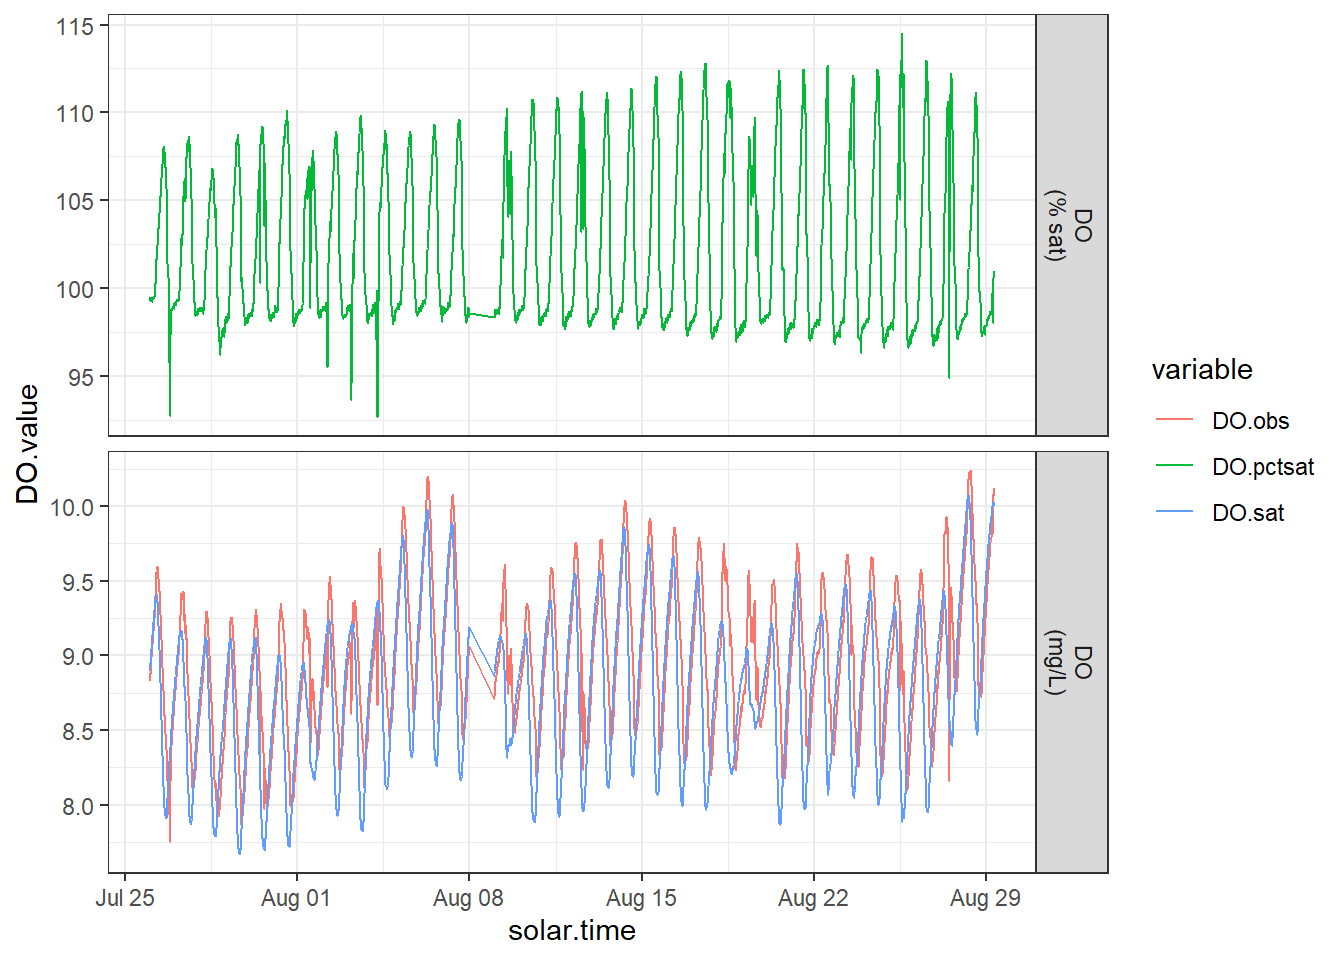 115
110
105
100
95
DO
(% sat)
DO.value
10.0
9.5
9.0
8.5
8.0
DO
(mg/L)
Jul 25
Aug 01
Aug 08
Aug 15
Aug 22
Aug 29
solar.time
variable
DO.obs
DO.pctsat
DO.sat